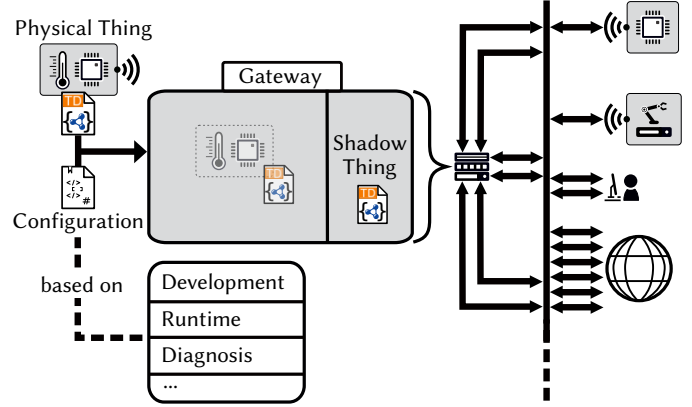 Physical Thing
TD
W
</>
#
Configuration
based on
Gateway
TD
Shadow
Thing
TD
Development
Runtime
Diagnosis
...